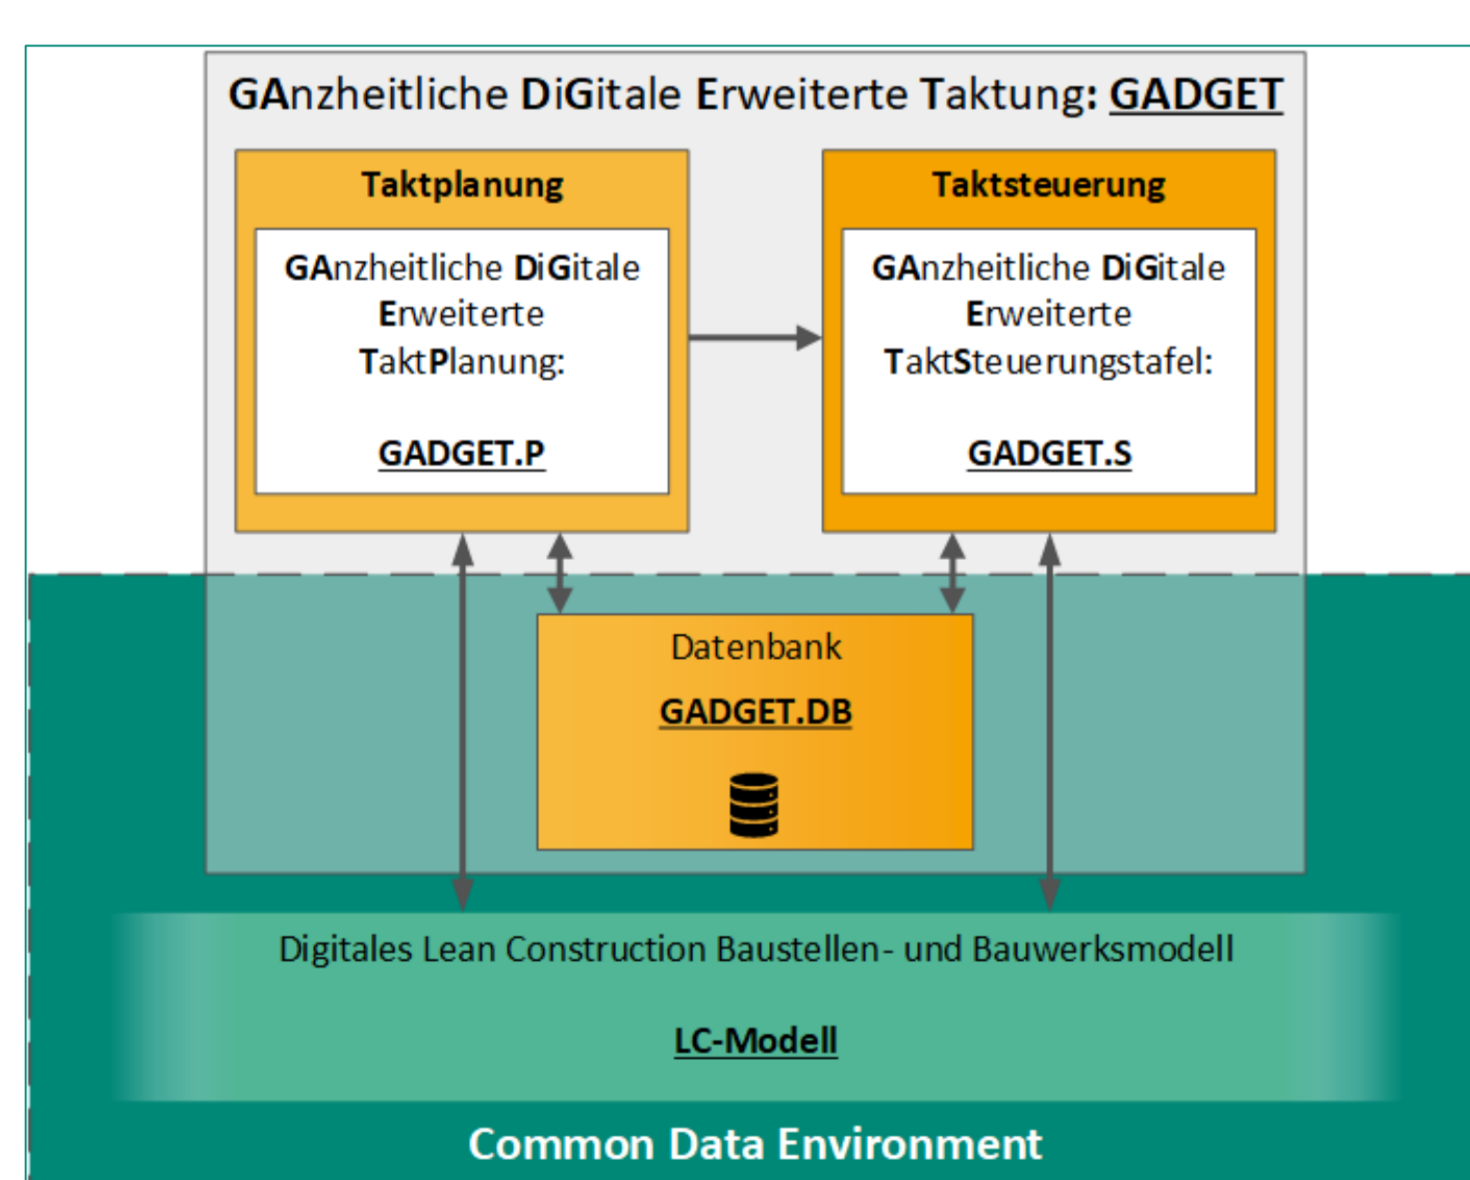 GAnzheitliche DiGitale Erweiterte Taktung: GADGET
Taktplanung
GAnzheitliche DiGitale
Erweiterte
TaktPlanung:
GADGET.P
Taktsteuerung
GAnzheitliche DiGitale
Erweiterte
TaktSteuerungstafel:
GADGET.S
Datenbank
GADGET.DB
Digitales Lean Construction Baustellen- und Bauwerksmodell
LC-Modell
Common Data Environment